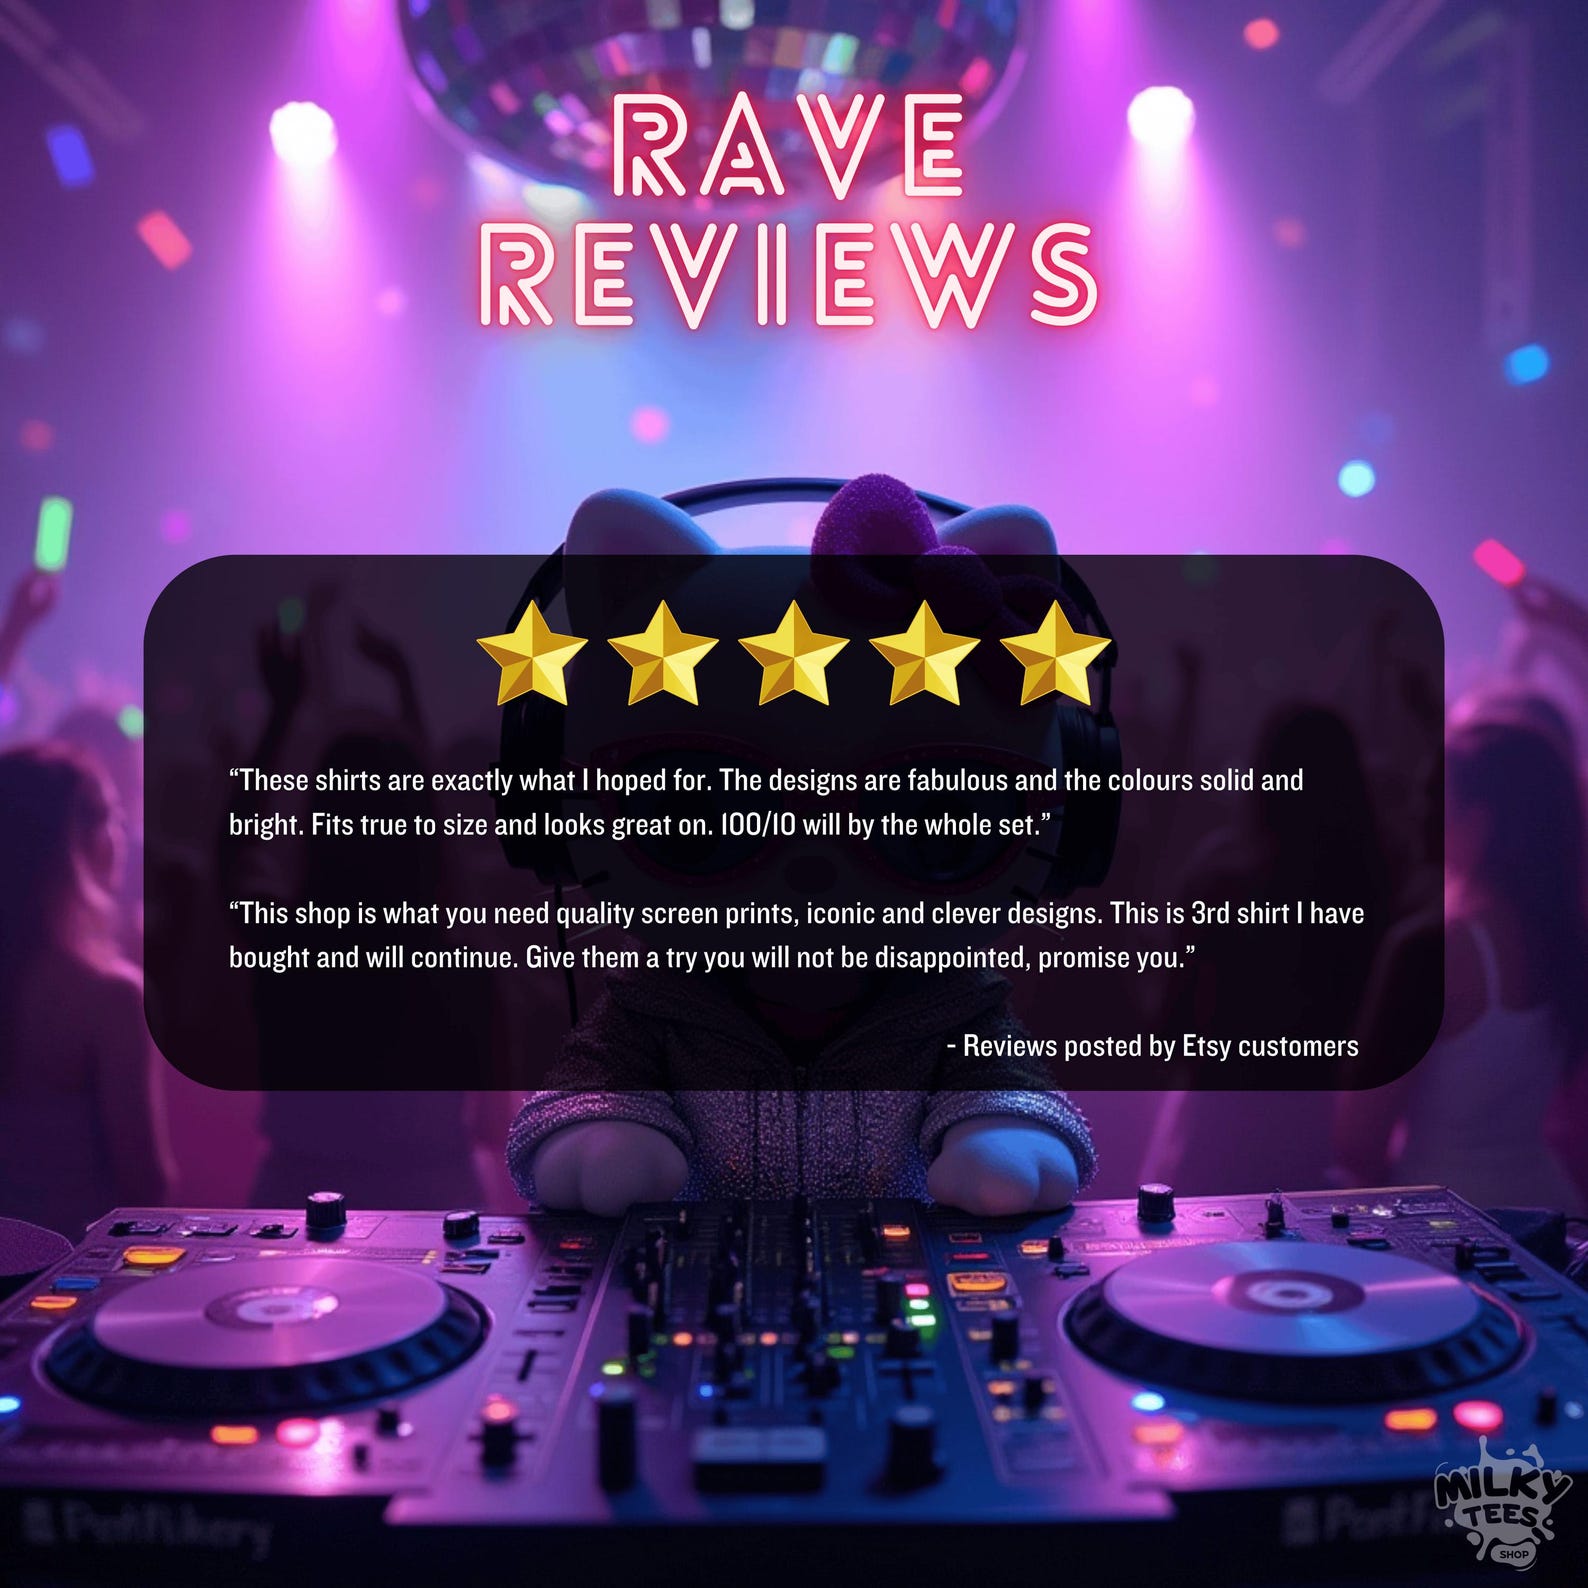 RAVE
REVIEWS
“These shirts are exactly what I hoped for. The designs are fabulous and the colours solid and
bright. Fits true to size and looks great on. 100/10 will by the whole set.”
“This shop is what you need quality screen prints, iconic and clever designs. This is 3rd shirt I have
bought and will continue. Give them a try you will not be disappointed, promise you.”
- Reviews posted by Etsy customers
MILKY
TEES
SHOP